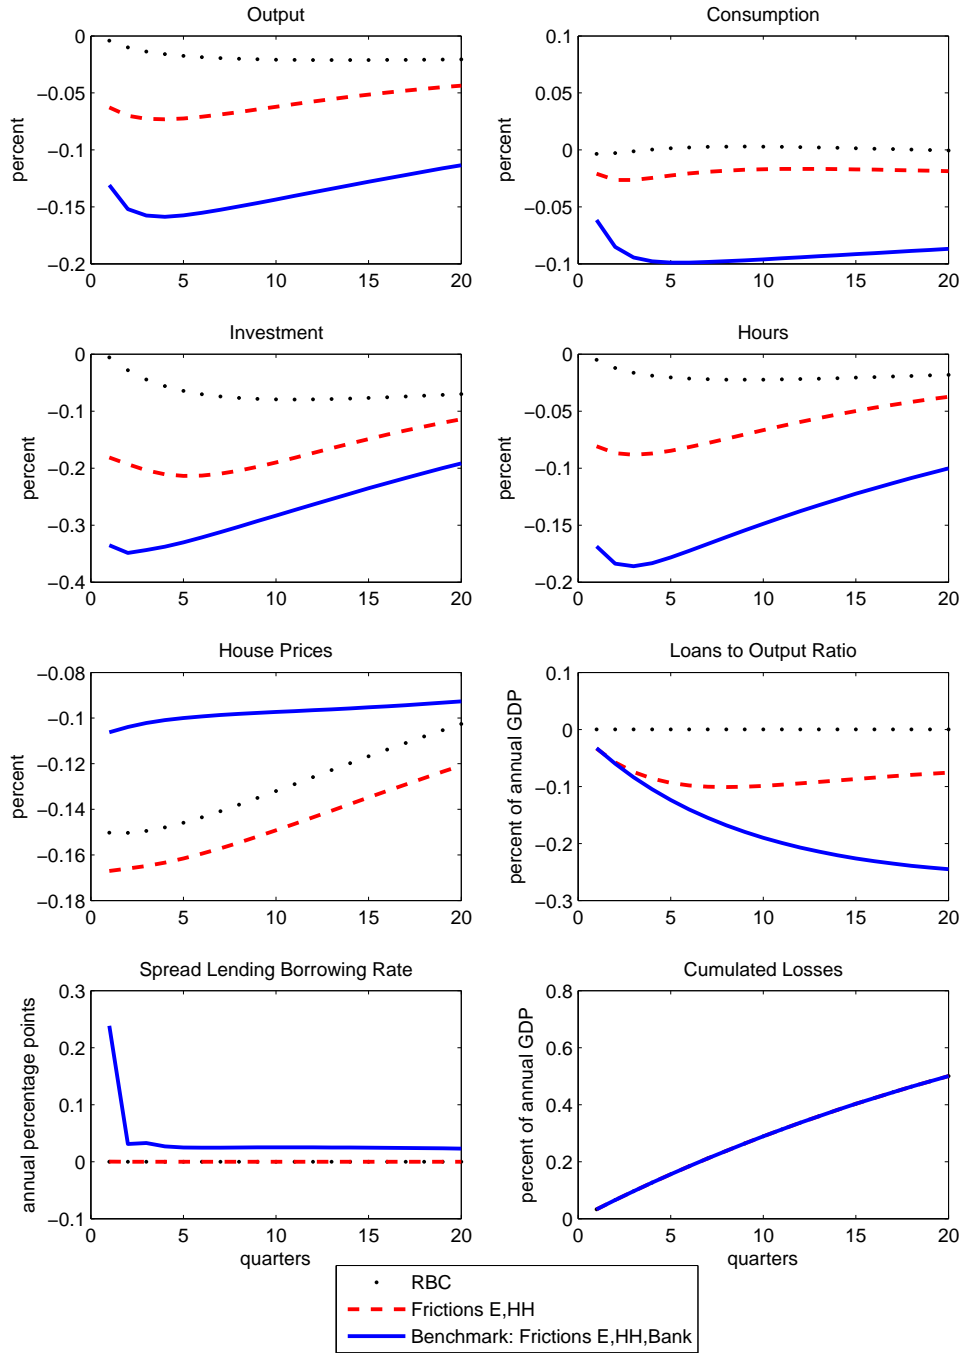 Output
Consumption
0
−0.05
−0.1
−0.15
−0.2
percent
0 5 10 15 20
0.1
0.05
0
−0.05
−0.1
percent
0 5 10 15 20
Investment
Hours
0
−0.1
−0.2
−0.3
−0.4
percent
0 5 10 15 20
0
−0.05
−0.1
−0.15
−0.2
percent
0 5 10 15 20
House Prices
Loans to Output Ratio
−0.08
−0.1
−0.12
−0.14
−0.16
−0.18
percent
0 5 10 15 20
0.1
0
−0.1
−0.2
−0.3
percent of annual GDP
0 5 10 15 20
Spread Lending Borrowing Rate
Cumulated Losses
0.3
0.2
0.1
0
−0.1
annual percentage points
0 5 10 15 20
quarters
0.8
0.6
0.4
0.2
0
percent of annual GDP
0 5 10 15 20
quarters
RBC
Frictions E,HH
Benchmark: Frictions E,HH,Bank